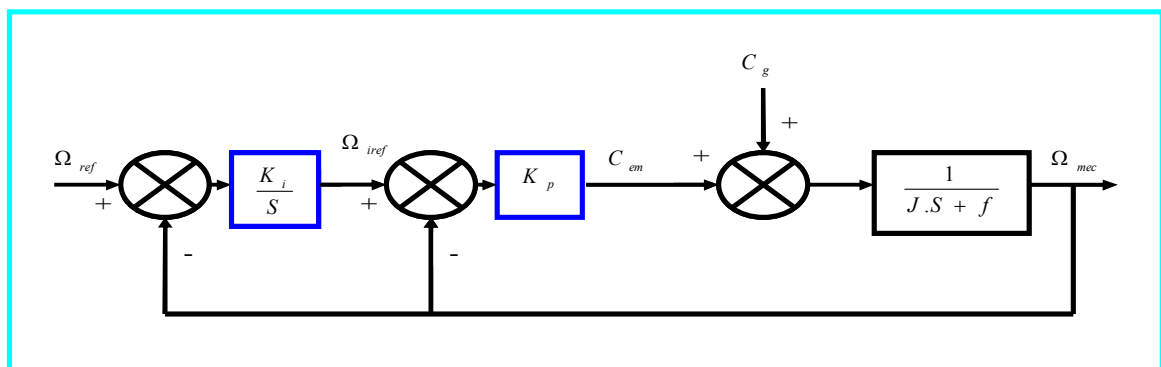 C g
+
Ω ref
+
-
K i
S
Ω iref
+
-
K p
C em
+
1
J .S + f
Ω mec